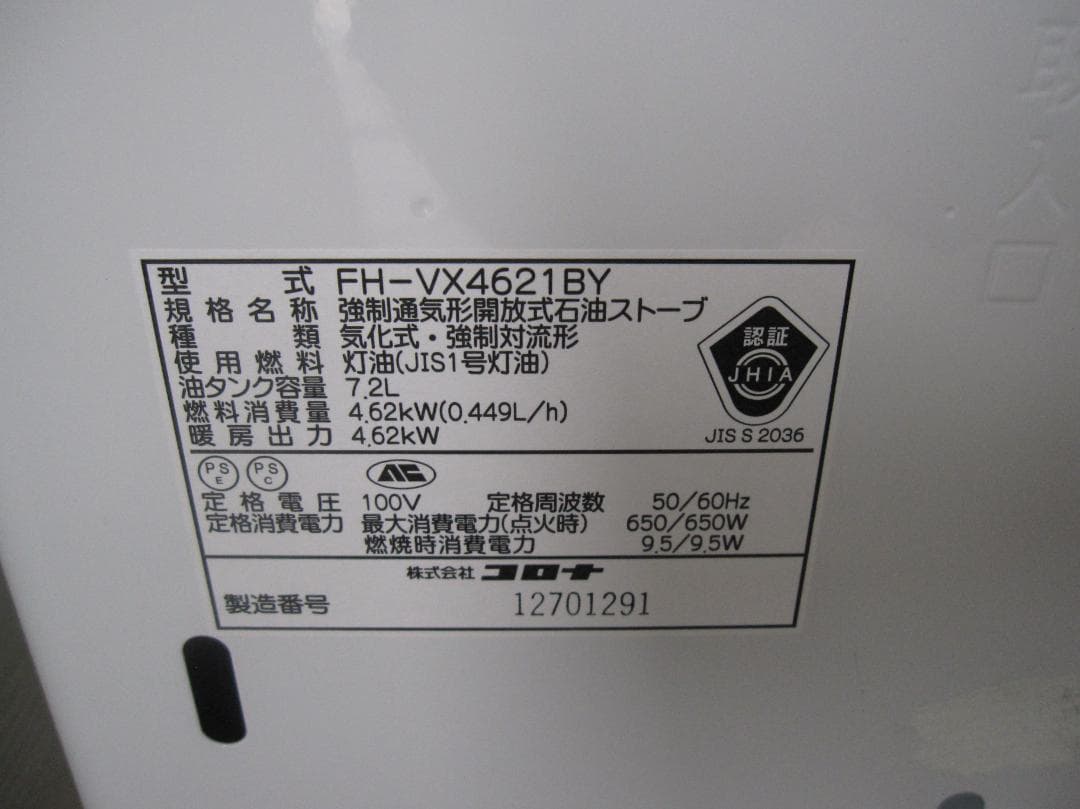 取入口
型式 FH-VX4621BY
規格名称 強制通気形開放式石油ストーブ
種類 気化式・強制対流形
使用燃料 灯油(JIS1号灯油)
油タンク容量 7.2L
燃料消費量 4.62kW(0.449L/h)
暖房出力 4.62kW
認証
JHIA
JIS S 2036
PS E PS C
定格電圧 100V 定格周波数 50/60Hz
定格消費電力 最大消費電力(点火時) 650/650W
燃焼時消費電力 9.5/9.5W
株式会社 コロナ
製造番号 12701291